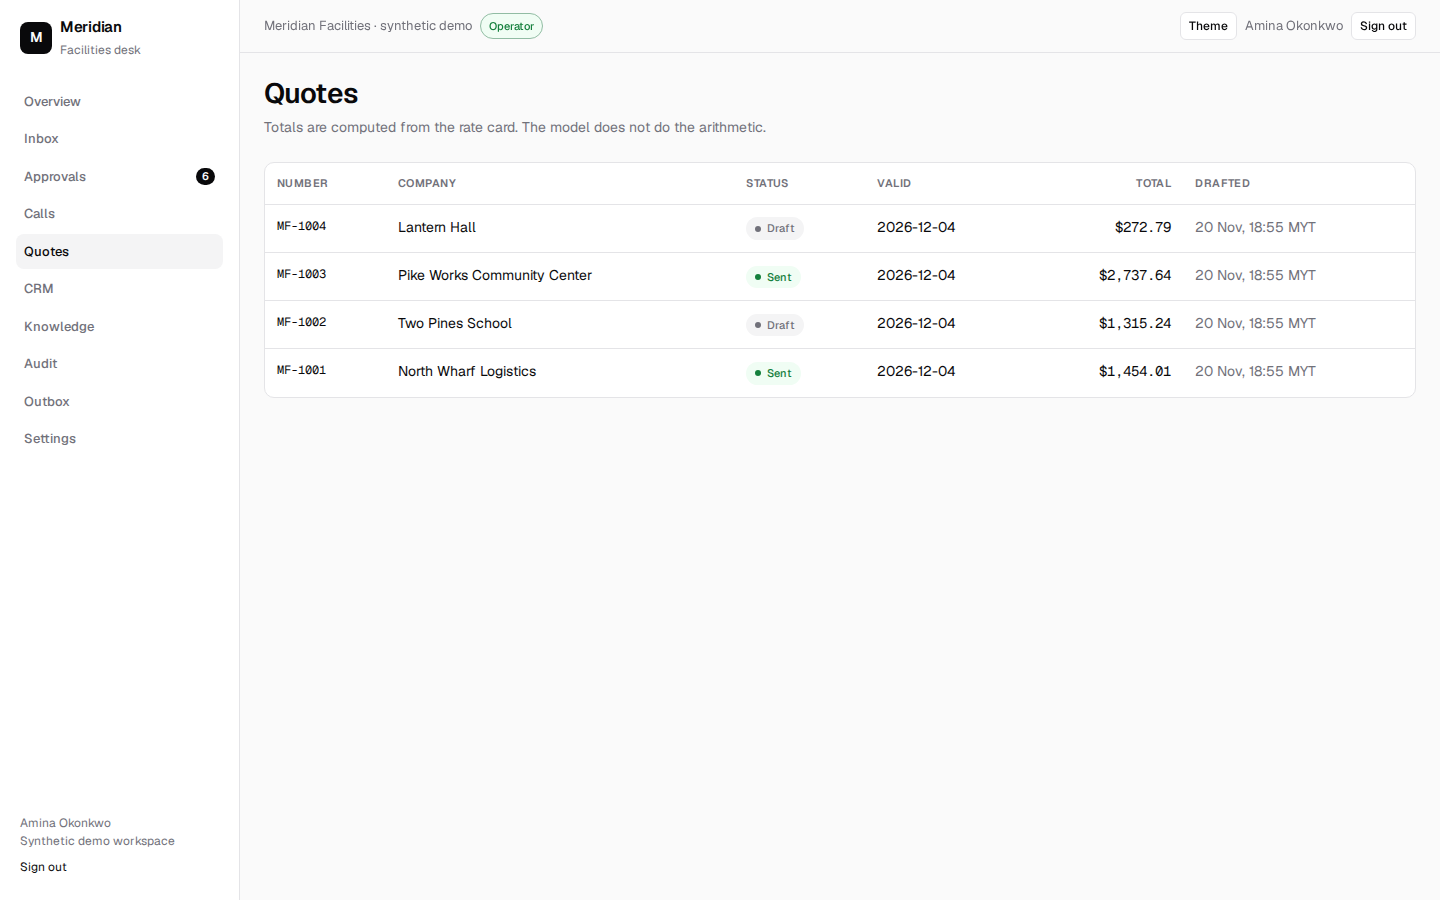 M
Meridian
Facilities desk
Overview
Inbox
Approvals 6
Calls
Quotes
CRM
Knowledge
Audit
Outbox
Settings
Amina Okonkwo
Synthetic demo workspace
Sign out
Meridian Facilities · synthetic demo Operator Theme Amina Okonkwo Sign out
Quotes
Totals are computed from the rate card. The model does not do the arithmetic.
NUMBER COMPANY STATUS VALID TOTAL DRAFTED
MF-1004 Lantern Hall Draft 2026-12-04 $272.79 20 Nov, 18:55 MYT
MF-1003 Pike Works Community Center Sent 2026-12-04 $2,737.64 20 Nov, 18:55 MYT
MF-1002 Two Pines School Draft 2026-12-04 $1,315.24 20 Nov, 18:55 MYT
MF-1001 North Wharf Logistics Sent 2026-12-04 $1,454.01 20 Nov, 18:55 MYT